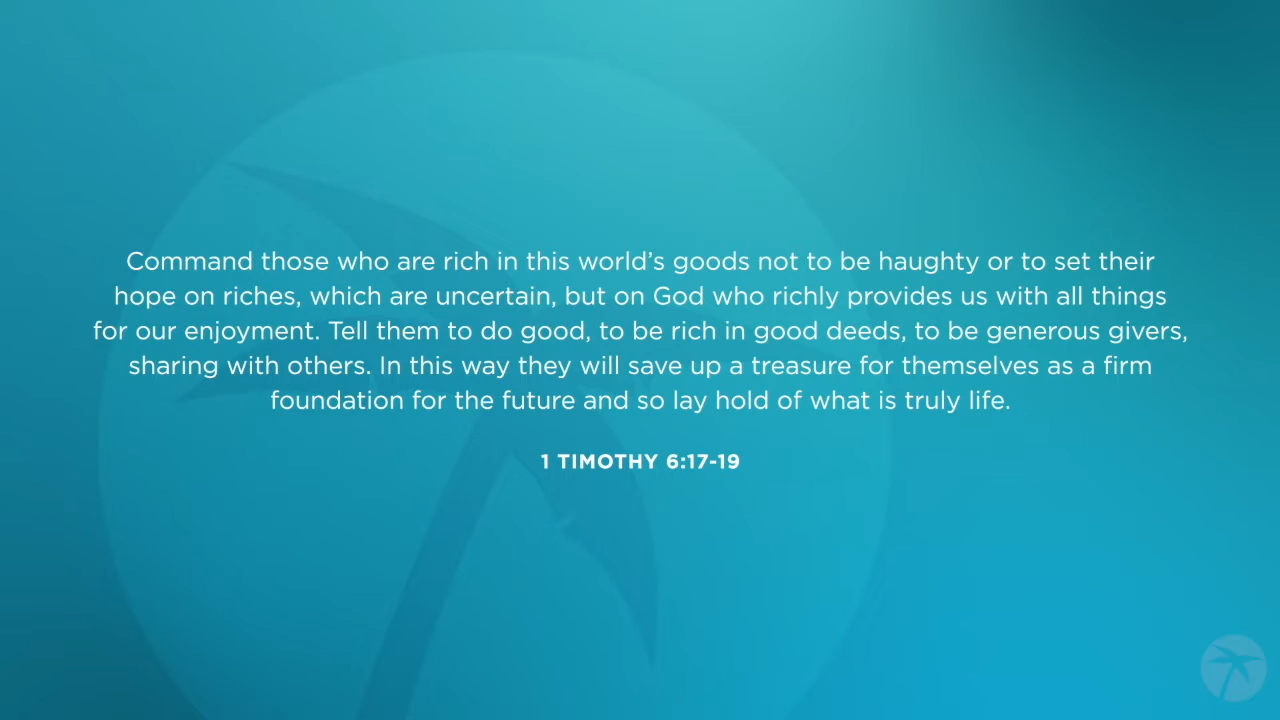 Command those who are rich in this world’s goods not to be haughty or to set their
hope on riches, which are uncertain, but on God who richly provides us with all things
for our enjoyment. Tell them to do good, to be rich in good deeds, to be generous givers,
sharing with others. In this way they will save up a treasure for themselves as a firm
foundation for the future and so lay hold of what is truly life.
1 TIMOTHY 6:17-19